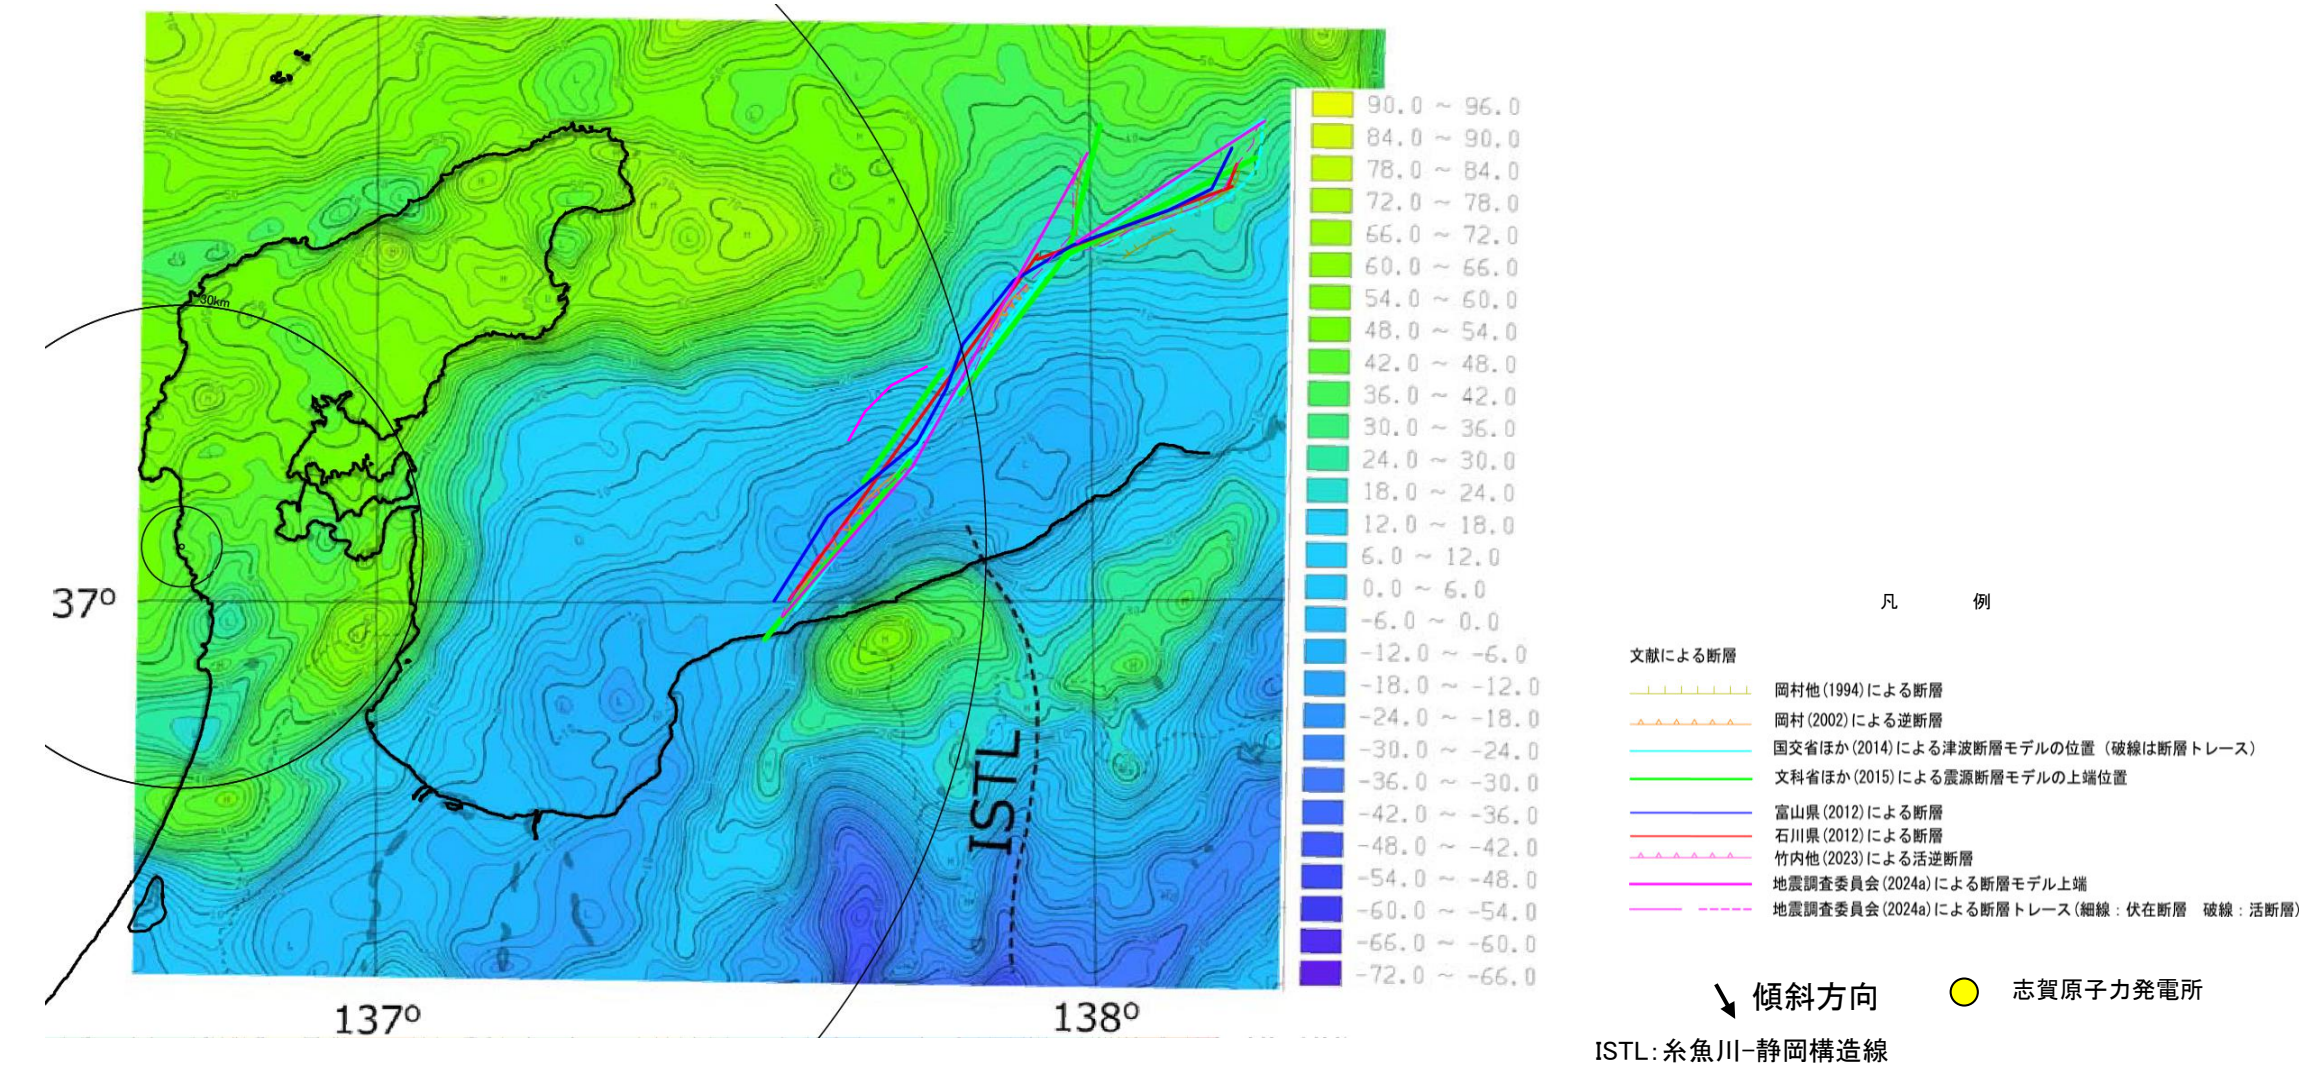 30km
37°
137°
138°
ISTL
90.0 ~ 96.0
84.0 ~ 90.0
78.0 ~ 84.0
72.0 ~ 78.0
66.0 ~ 72.0
60.0 ~ 66.0
54.0 ~ 60.0
48.0 ~ 54.0
42.0 ~ 48.0
36.0 ~ 42.0
30.0 ~ 36.0
24.0 ~ 30.0
18.0 ~ 24.0
12.0 ~ 18.0
6.0 ~ 12.0
0.0 ~ 6.0
-6.0 ~ 0.0
-12.0 ~ -6.0
-18.0 ~ -12.0
-24.0 ~ -18.0
-30.0 ~ -24.0
-36.0 ~ -30.0
-42.0 ~ -36.0
-48.0 ~ -42.0
-54.0 ~ -48.0
-60.0 ~ -54.0
-66.0 ~ -60.0
-72.0 ~ -66.0
凡 例
文献による断層
岡村他(1994)による断層
岡村(2002)による逆断層
国交省ほか(2014)による津波断層モデルの位置（破線は断層トレース）
文科省ほか(2015)による震源断層モデルの上端位置
富山県(2012)による断層
石川県(2012)による断層
竹内他(2023)による活逆断層
地震調査委員会(2024a)による断層モデル上端
地震調査委員会(2024a)による断層トレース(細線：伏在断層　破線：活断層)
傾斜方向
志賀原子力発電所
ISTL：糸魚川-静岡構造線